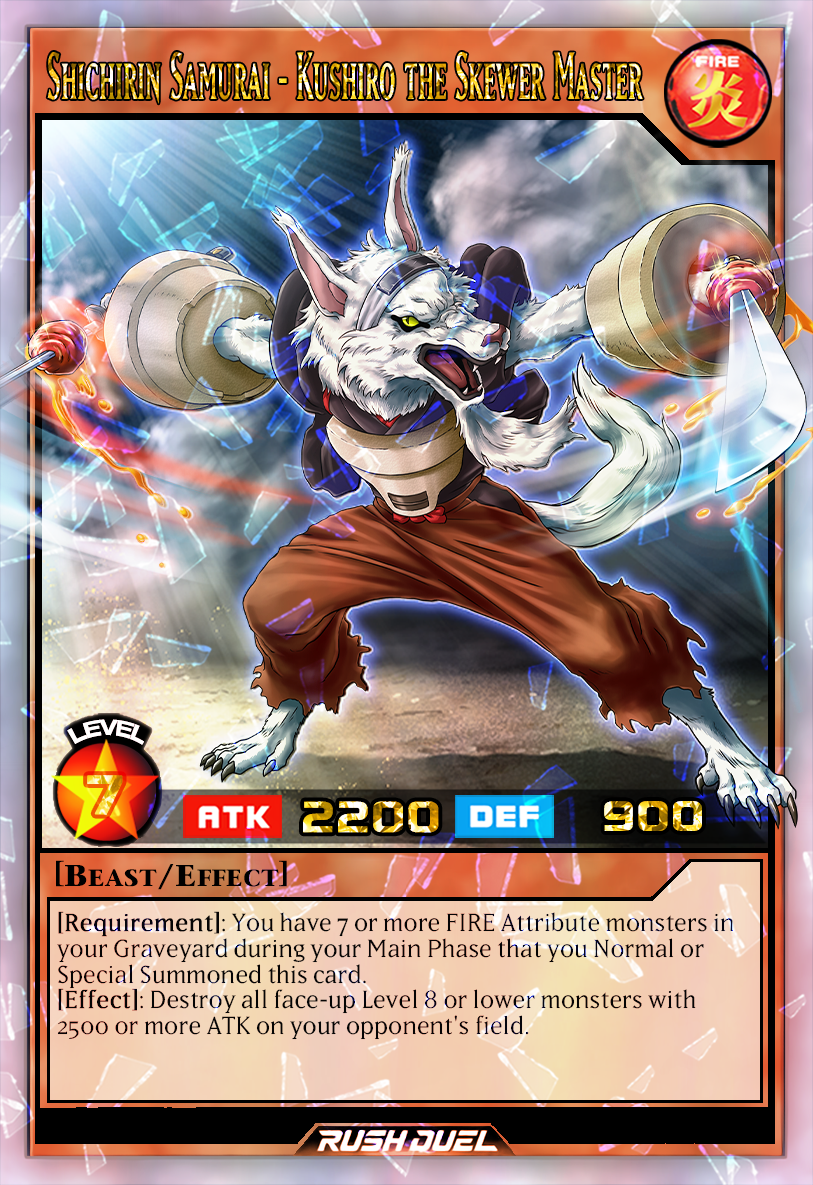 Shichirin Samurai - Kushiro the Skewer Master
FIRE
炎
LEVEL
7
ATK 2200 DEF 900
[Beast/Effect]
[Requirement]: You have 7 or more FIRE Attribute monsters in
your Graveyard during your Main Phase that you Normal or
Special Summoned this card.
[Effect]: Destroy all face-up Level 8 or lower monsters with
2500 or more ATK on your opponent's field.
RUSH DUEL